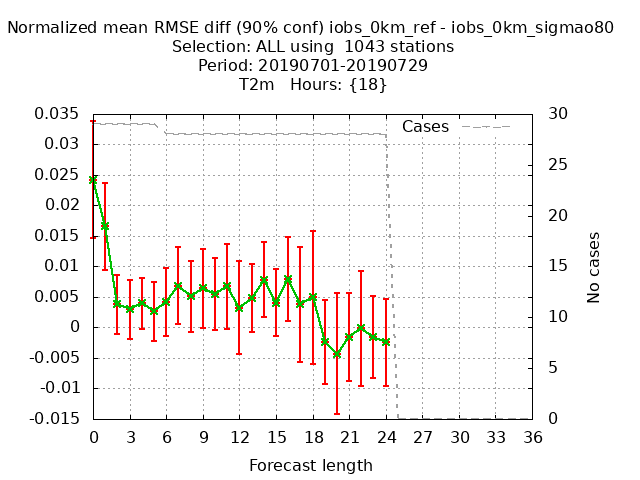 Normalized mean RMSE diff (90% conf) iobs_0km_ref - iobs_0km_sigmao80
Selection: ALL using  1043 stations
Period: 20190701-20190729
T2m   Hours: {18}
Cases
0.035
0.03
0.025
0.02
0.015
0.01
0.005
0
-0.005
-0.01
-0.015
30
25
20
15
10
5
0
No cases
0 3 6 9 12 15 18 21 24 27 30 33 36
Forecast length